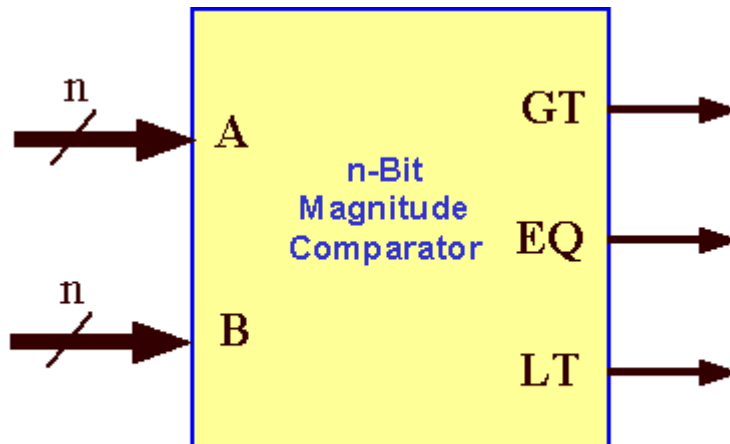 n
A
n
B
n-Bit
Magnitude
Comparator
GT
EQ
LT